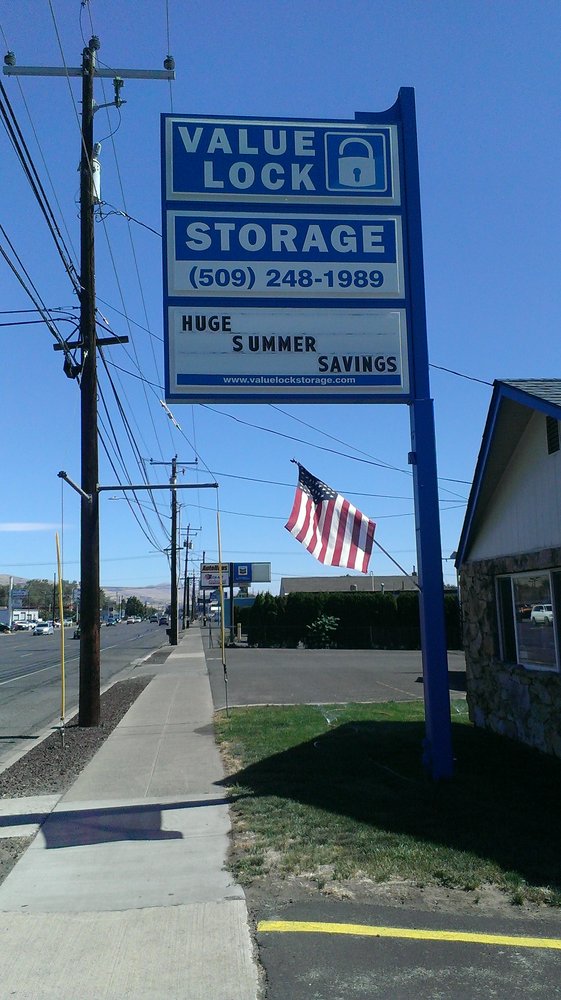 VALUE
LOCK
STORAGE
(509) 248-1989
HUGE
SUMMER
SAVINGS
www.valuelockstorage.com